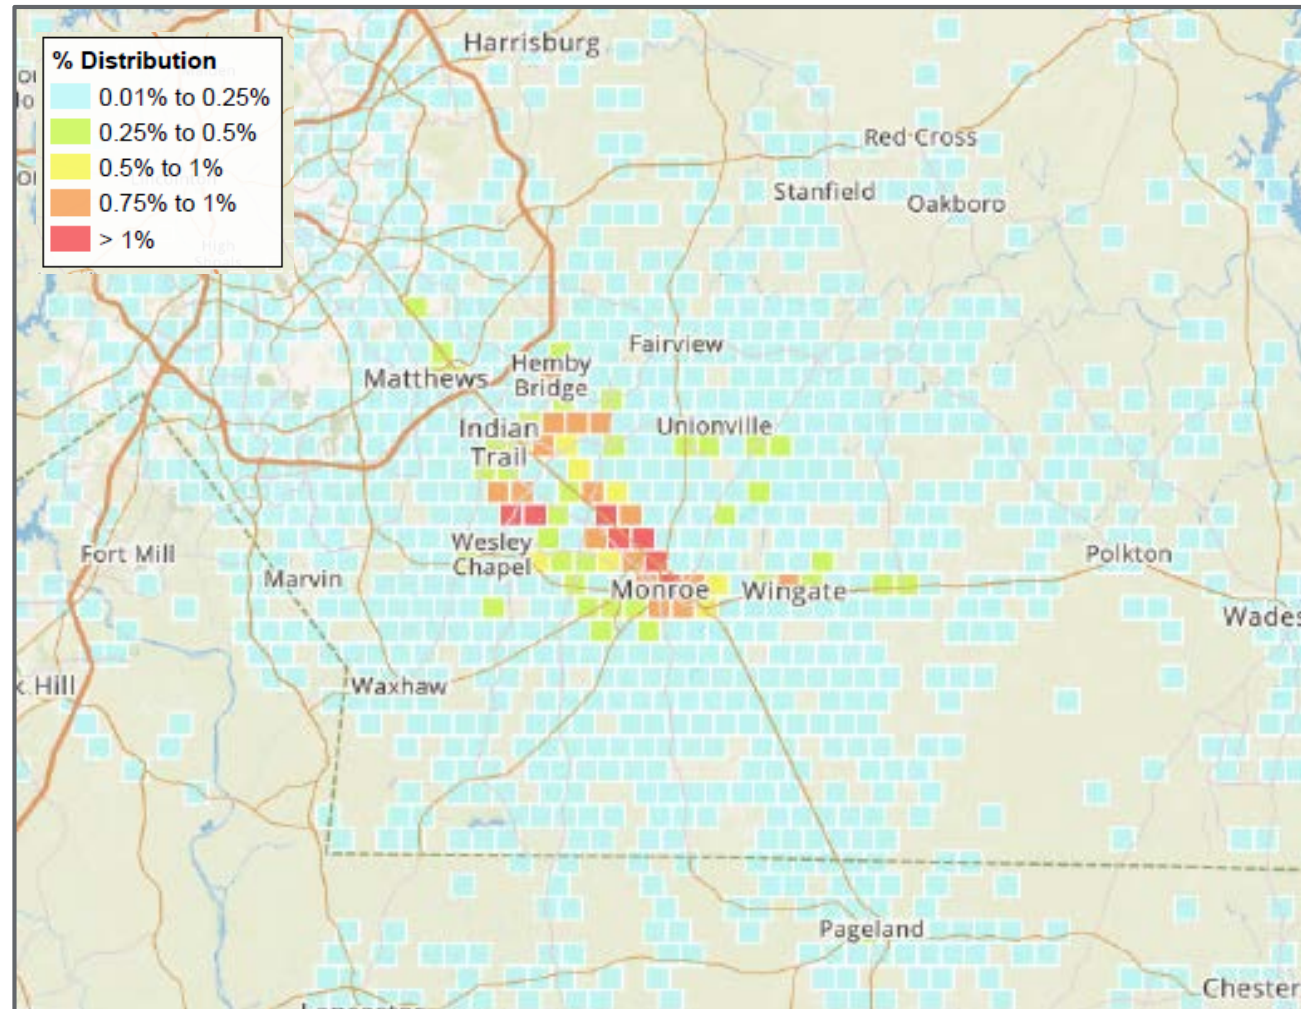 Harrisburg
% Distribution
0.01% to 0.25%
0.25% to 0.5%
0.5% to 1%
0.75% to 1%
> 1%
High
Shoals
Red Cross
Stanfield
Oakboro
Fairview
Hemby
Bridge
Matthews
Indian
Trail
Unionville
Wesley
Chapel
Fort Mill
Marvin
Polkton
Monroe
Wingate
Wades
k Hill
Waxhaw
Pageland
Chester